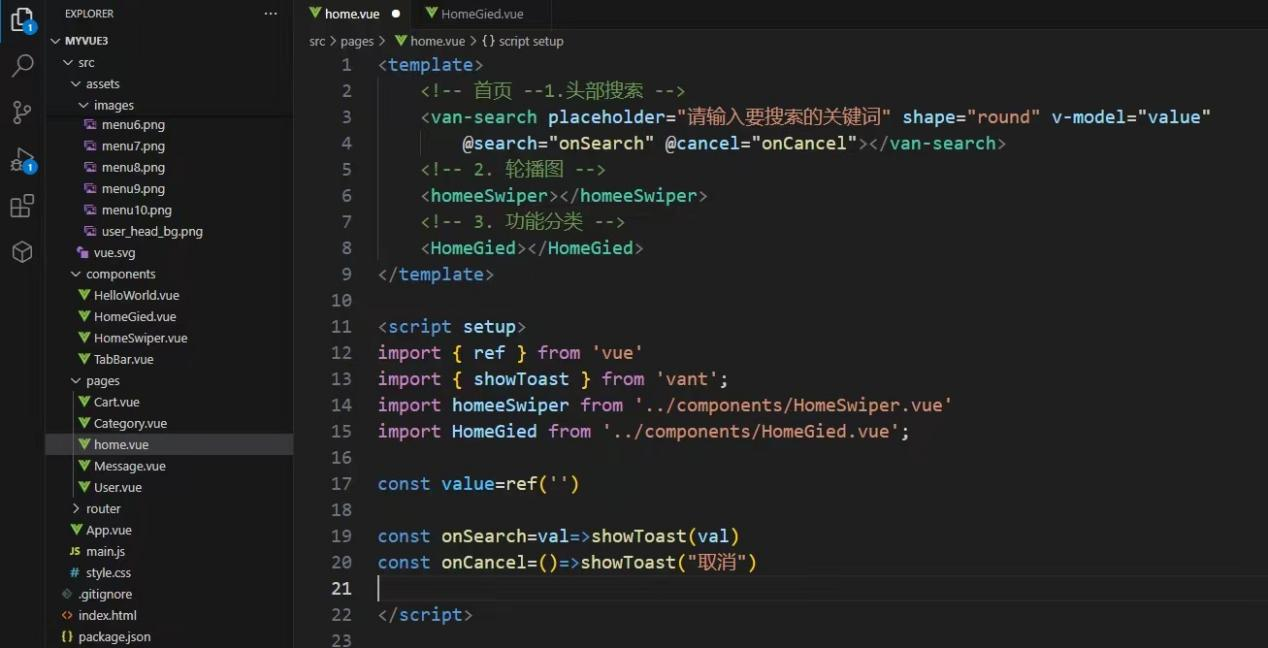 EXPLORER
···
MYVUE3
src
assets
images
menu6.png
menu7.png
menu8.png
menu9.png
menu10.png
user_head_bg.png
vue.svg
components
HelloWorld.vue
HomeGied.vue
HomeSwiper.vue
TabBar.vue
pages
Cart.vue
Category.vue
home.vue
Message.vue
User.vue
router
App.vue
JS main.js
# style.css
.gitignore
<> index.html
{} package.json
1
1
home.vue ● HomeGied.vue
src > pages > home.vue > {} script setup
1 <template>
2 <!-- 首页 --1.头部搜索 -->
3 <van-search placeholder="请输入要搜索的关键词" shape="round" v-model="value"
4 @search="onSearch" @cancel="onCancel"></van-search>
5 <!-- 2. 轮播图 -->
6 <homeeSwiper></homeeSwiper>
7 <!-- 3. 功能分类 -->
8 <HomeGied></HomeGied>
9 </template>
10
11 <script setup>
12 import { ref } from 'vue'
13 import { showToast } from 'vant';
14 import homeeSwiper from '../components/HomeSwiper.vue'
15 import HomeGied from '../components/HomeGied.vue';
16
17 const value=ref('')
18
19 const onSearch=val=>showToast(val)
20 const onCancel=()=>showToast("取消")
21
22 </script>
23